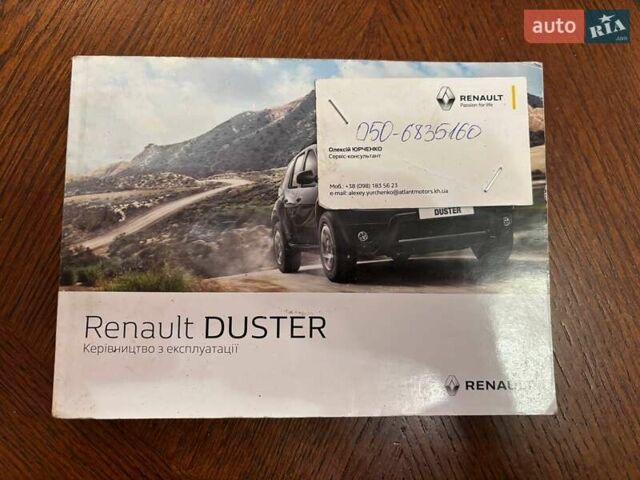 auto RIA.com
RENAULT
Passion for life
050-6835160
Олексій ЮРЧЕНКО
Сервіс-консультант
Моб.: +38 (098) 183 56 23
e-mail: alexey.yurchenko@atlantmotors.kh.ua
DUSTER
Renault DUSTER
Керівництво з експлуатації
RENAULT